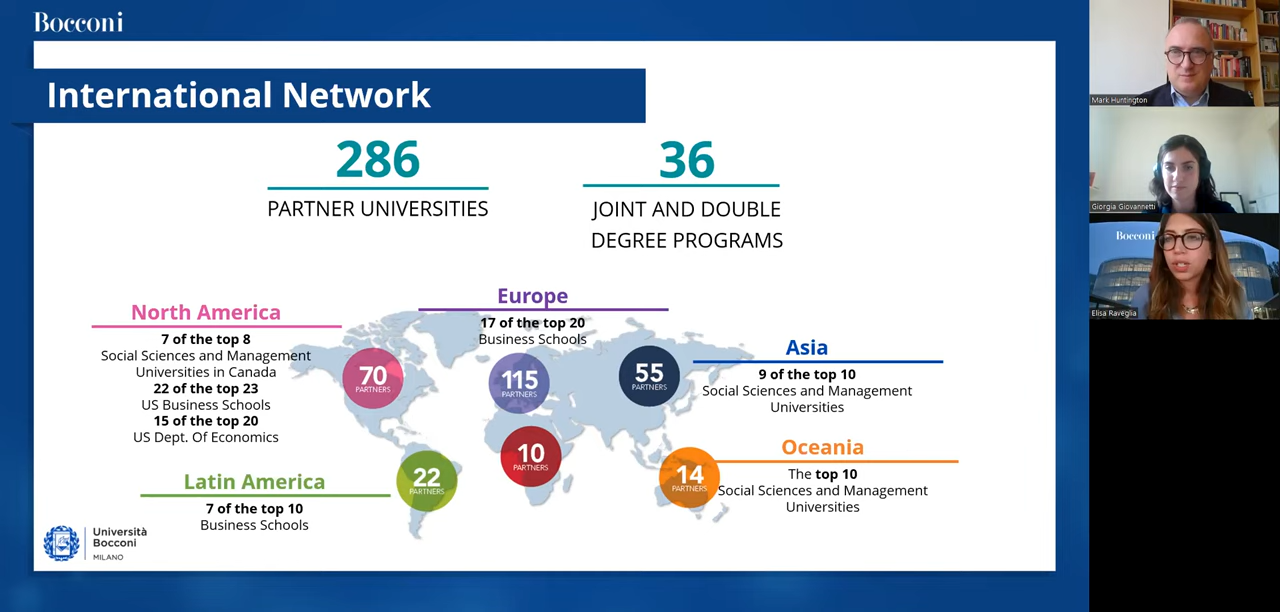 Bocconi
International Network
286
PARTNER UNIVERSITIES
36
JOINT AND DOUBLE
DEGREE PROGRAMS
North America
7 of the top 8
Social Sciences and Management
Universities in Canada
22 of the top 23
US Business Schools
15 of the top 20
US Dept. Of Economics
70
PARTNERS
Europe
17 of the top 20
Business Schools
115
PARTNERS
55
PARTNERS
Asia
9 of the top 10
Social Sciences and Management
Universities
10
PARTNERS
Latin America
7 of the top 10
Business Schools
22
PARTNERS
14
PARTNERS
Oceania
The top 10
Social Sciences and Management
Universities
Università
Bocconi
MILANO
Mark Huntington
Giorgia Giovannetti
Bocconi
Elisa Raveglia